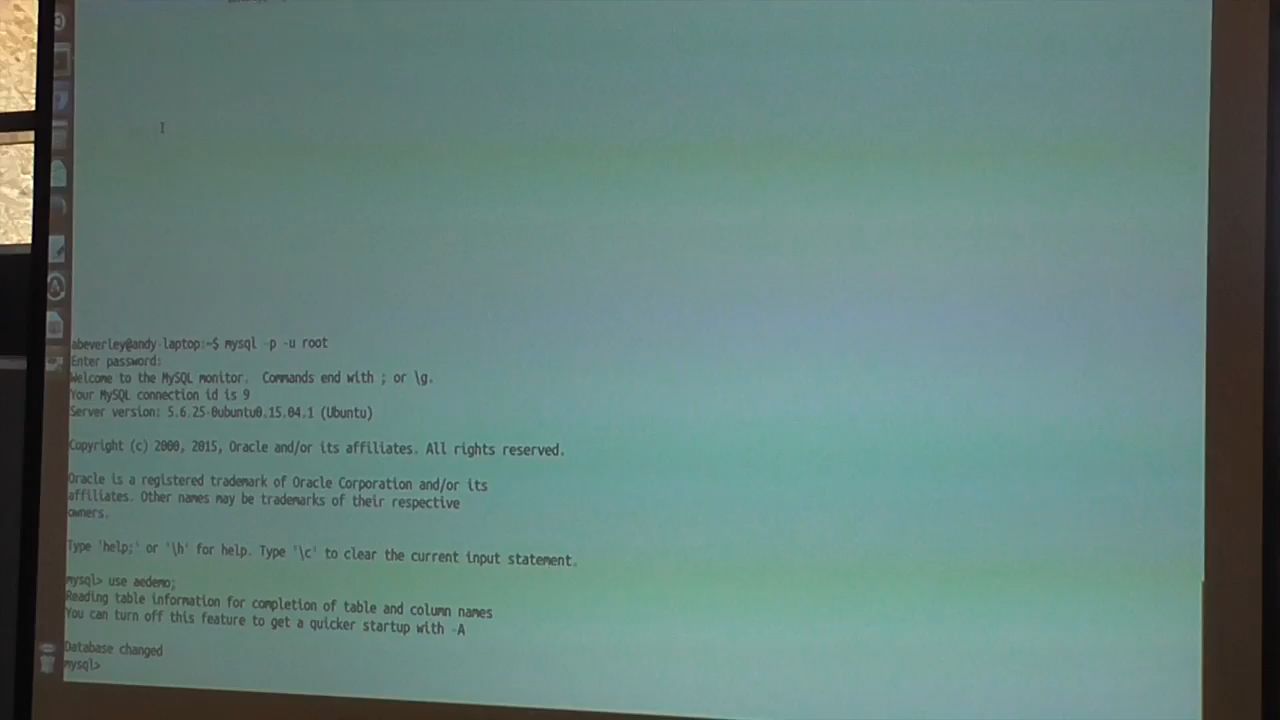 abeverley@andy-laptop:~$ mysql -p -u root
Enter password:
Welcome to the MySQL monitor.  Commands end with ; or \g.
Your MySQL connection id is 9
Server version: 5.6.25-0ubuntu0.15.04.1 (Ubuntu)
Copyright (c) 2000, 2015, Oracle and/or its affiliates. All rights reserved.
Oracle is a registered trademark of Oracle Corporation and/or its
affiliates. Other names may be trademarks of their respective
owners.
Type 'help;' or '\h' for help. Type '\c' to clear the current input statement.
mysql> use aedemo;
Reading table information for completion of table and column names
You can turn off this feature to get a quicker startup with -A
Database changed
mysql>